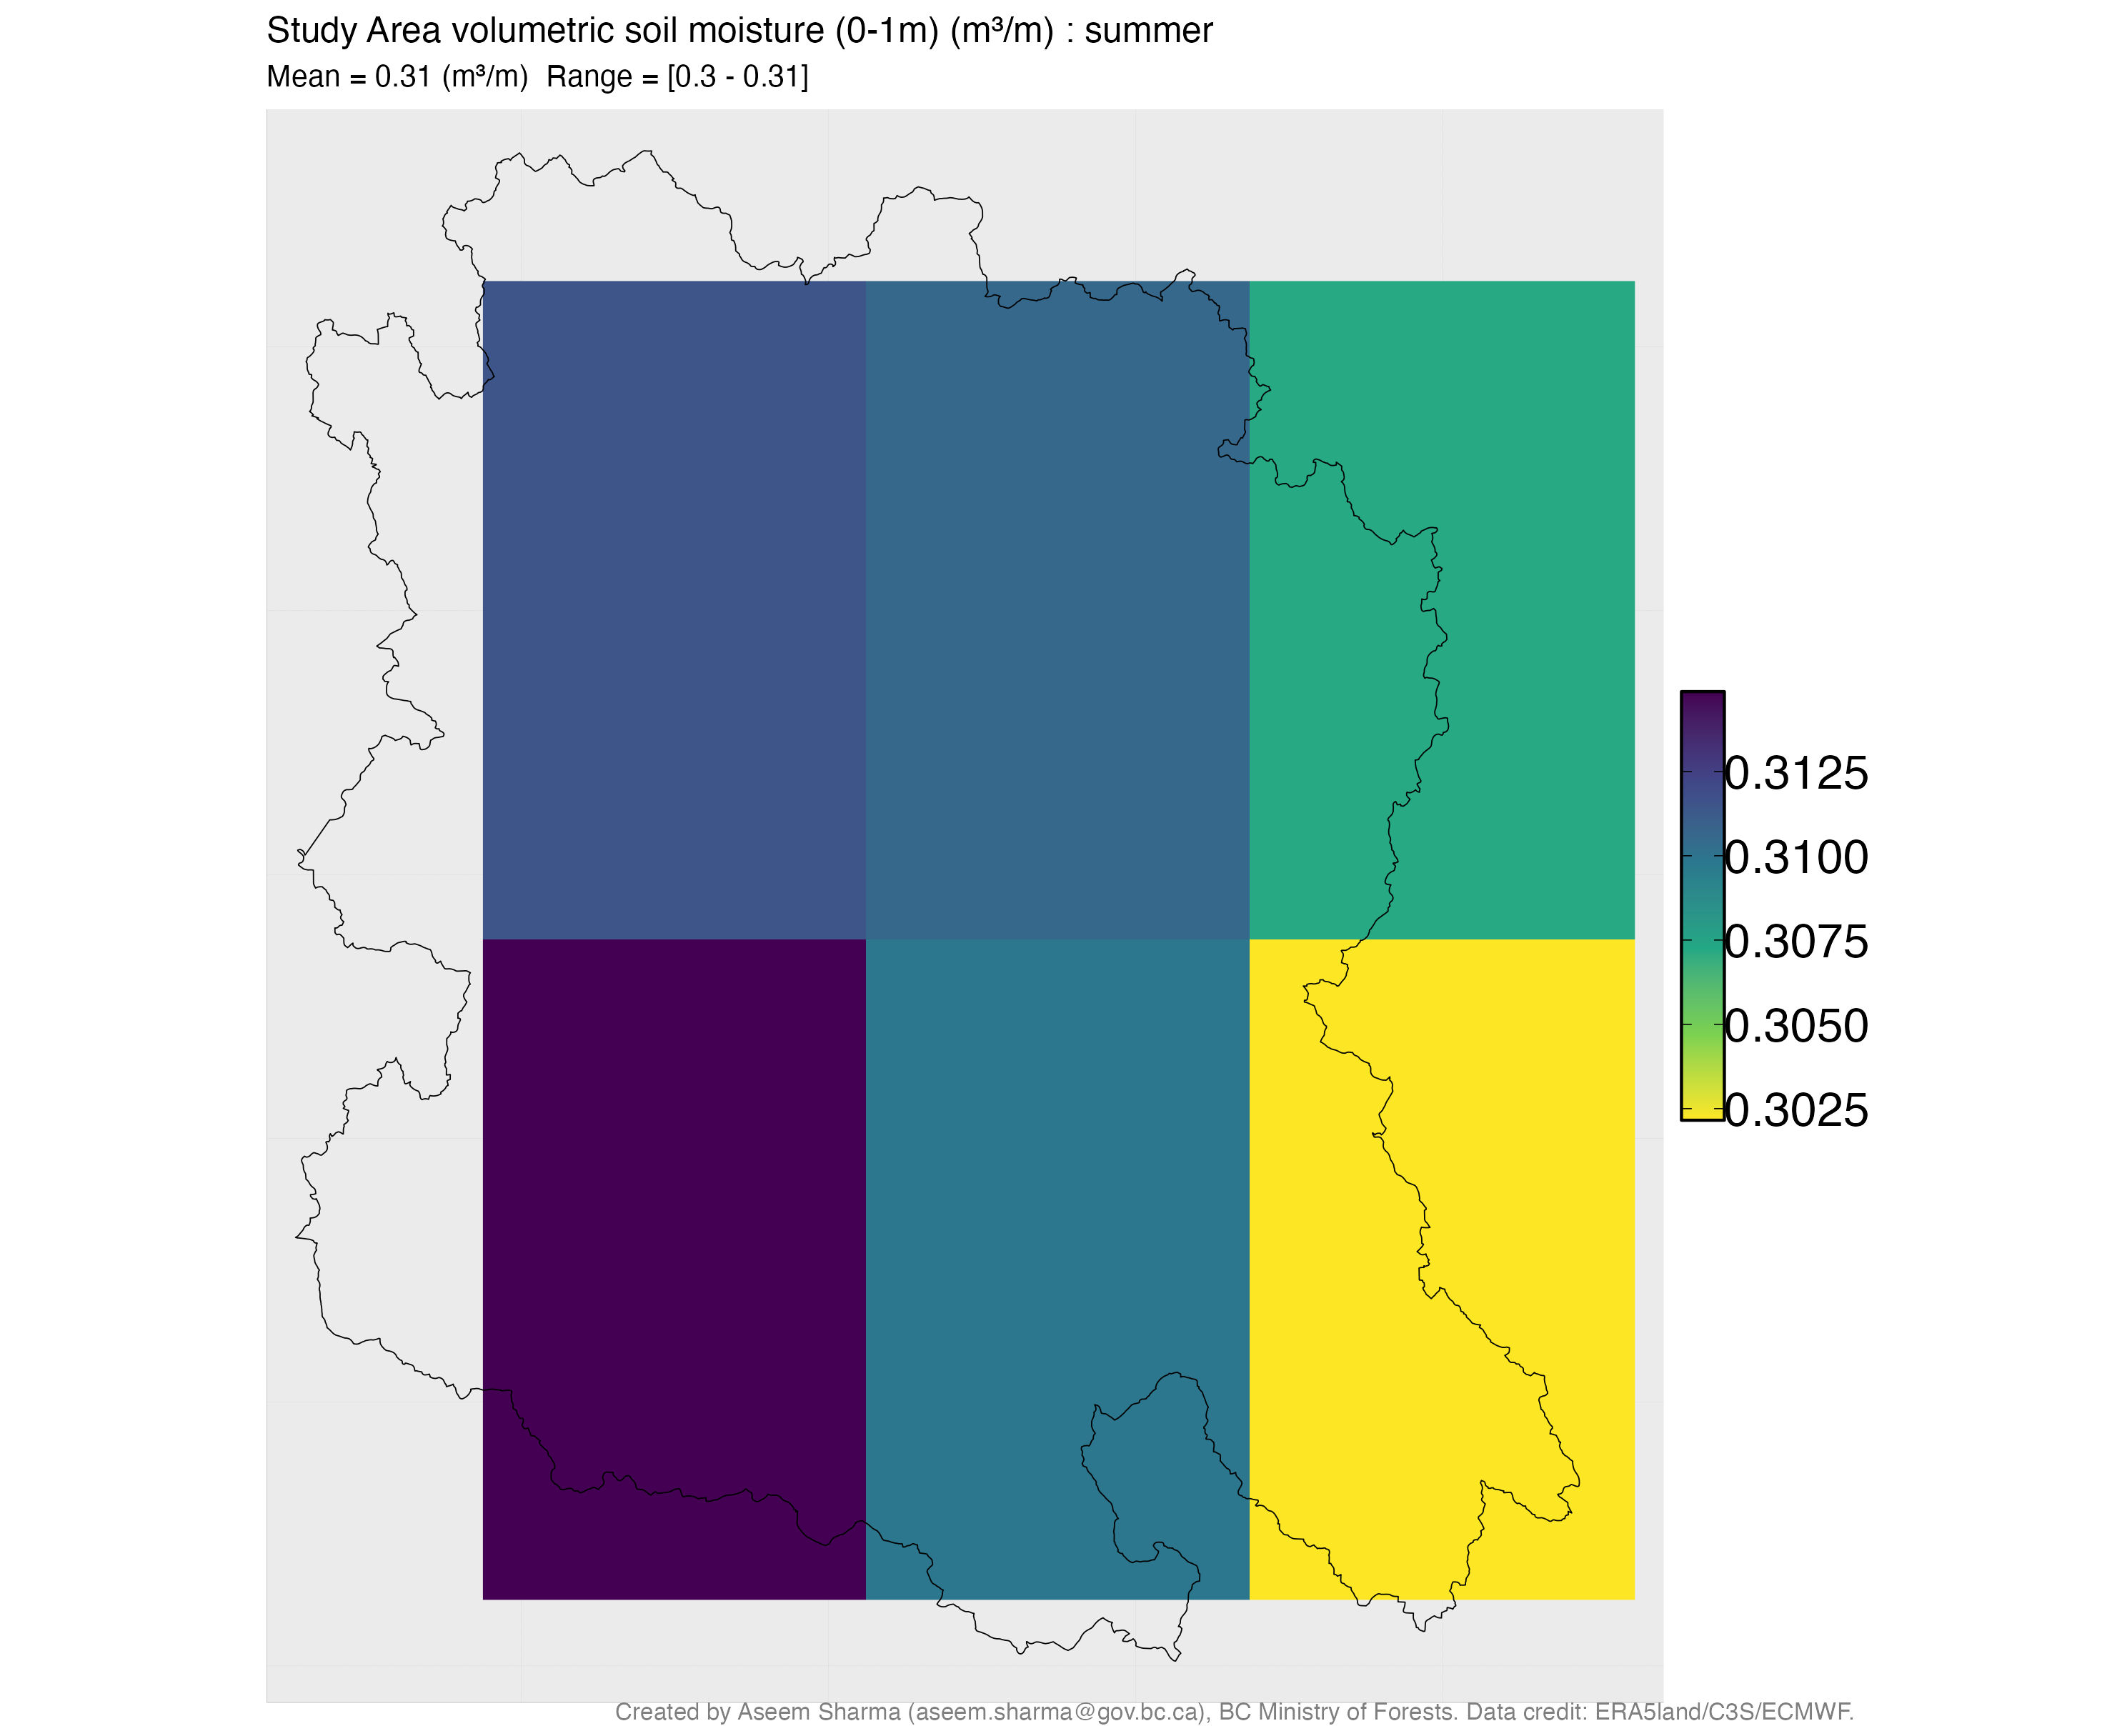 Study Area volumetric soil moisture (0-1m) (m³/m) : summer
Mean = 0.31 (m³/m)  Range = [0.3 - 0.31]
0.3125
0.3100
0.3075
0.3050
0.3025
Created by Aseem Sharma (aseem.sharma@gov.bc.ca), BC Ministry of Forests. Data credit: ERA5land/C3S/ECMWF.